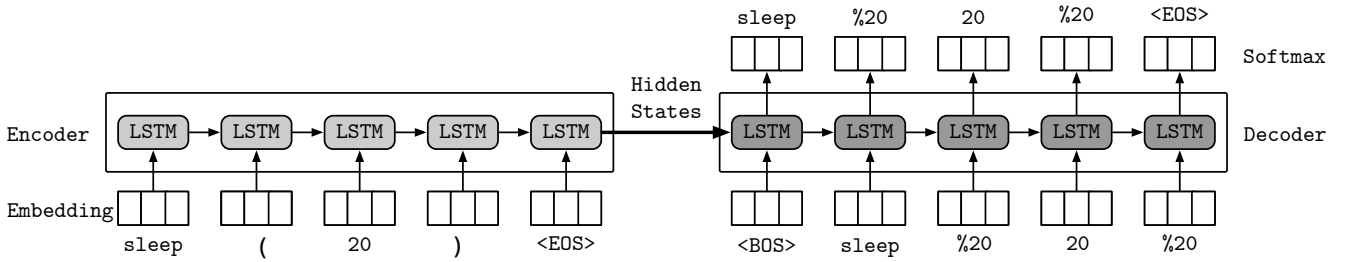 sleep %20 20 %20 <EOS>
Softmax
Hidden
States
Encoder LSTM LSTM LSTM LSTM LSTM LSTM LSTM LSTM LSTM LSTM Decoder
Embedding
sleep ( 20 ) <EOS> <BOS> sleep %20 20 %20